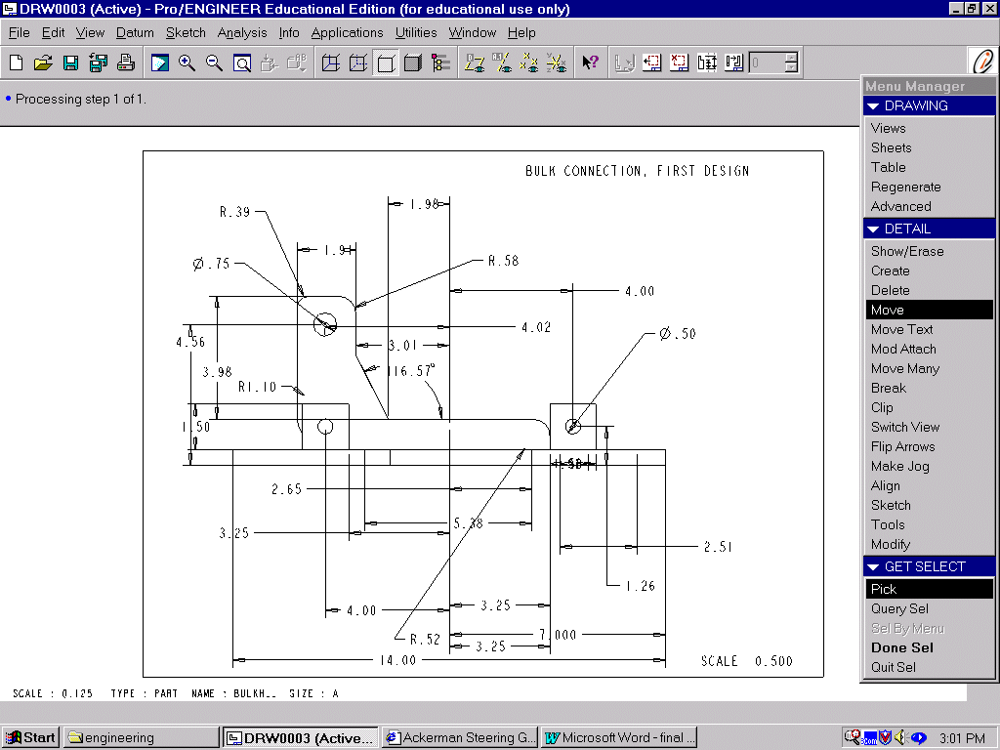 DRW0003 (Active) - Pro/ENGINEER Educational Edition (for educational use only)
File Edit View Datum Sketch Analysis Info Applications Utilities Window Help
0
Processing step 1 of 1.
Menu Manager
DRAWING
Views
Sheets
Table
Regenerate
Advanced
DETAIL
Show/Erase
Create
Delete
Move
Move Text
Mod Attach
Move Many
Break
Clip
Switch View
Flip Arrows
Make Jog
Align
Sketch
Tools
Modify
GET SELECT
Pick
Query Sel
Sel By Menu
Done Sel
Quit Sel
BULK CONNECTION, FIRST DESIGN
1.98
R.39
1.9
Ø.75
R.58
4.00
4.02
4.56
3.01
Ø.50
3.98
116.57°
R1.10
1.50
2.65
5.38
3.25
2.51
1.26
3.25
4.00
7.000
R.52
3.25
14.00
SCALE 0.500
SCALE : 0.125 TYPE : PART NAME : BULKH__ SIZE : A
Start engineering DRW0003 (Active... Ackerman Steering G... Microsoft Word - final ... 3:01 PM